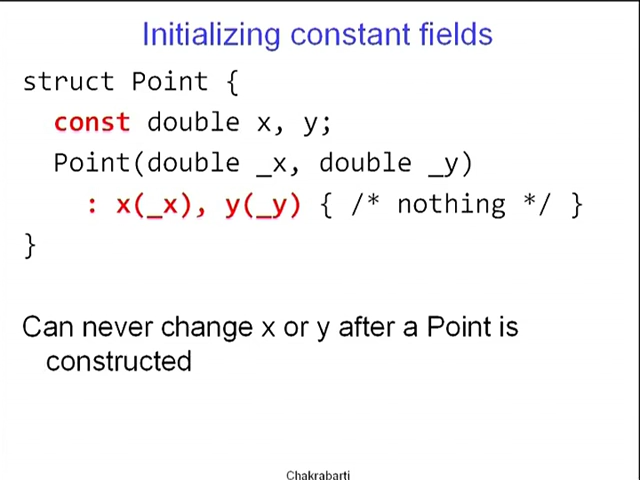 Initializing constant fields
struct Point {
const double x, y;
Point(double _x, double _y)
: x(_x), y(_y) { /* nothing */ }
}
Can never change x or y after a Point is
constructed
Chakrabarti